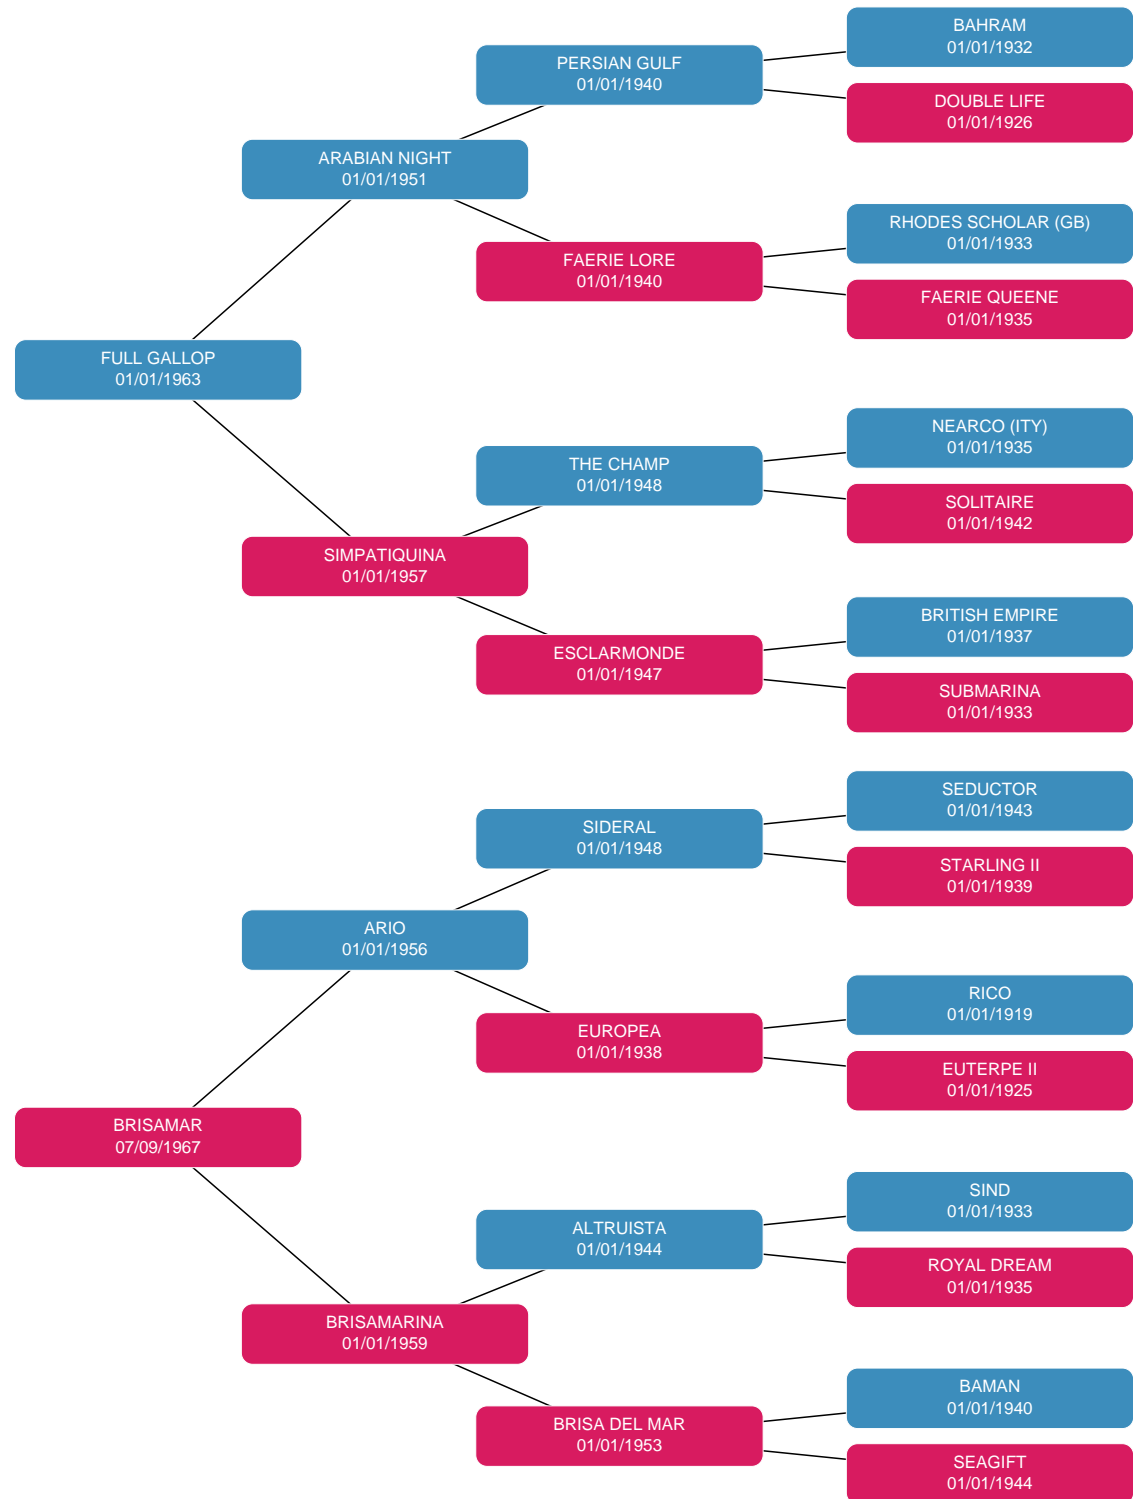 BAHRAM
01/01/1932
PERSIAN GULF
01/01/1940
DOUBLE LIFE
01/01/1926
ARABIAN NIGHT
01/01/1951
RHODES SCHOLAR (GB)
01/01/1933
FAERIE LORE
01/01/1940
FAERIE QUEENE
01/01/1935
FULL GALLOP
01/01/1963
NEARCO (ITY)
01/01/1935
THE CHAMP
01/01/1948
SOLITAIRE
01/01/1942
SIMPATIQUINA
01/01/1957
BRITISH EMPIRE
01/01/1937
ESCLARMONDE
01/01/1947
SUBMARINA
01/01/1933
SEDUCTOR
01/01/1943
SIDERAL
01/01/1948
STARLING II
01/01/1939
ARIO
01/01/1956
RICO
01/01/1919
EUROPEA
01/01/1938
EUTERPE II
01/01/1925
BRISAMAR
07/09/1967
SIND
01/01/1933
ALTRUISTA
01/01/1944
ROYAL DREAM
01/01/1935
BRISAMARINA
01/01/1959
BAMAN
01/01/1940
BRISA DEL MAR
01/01/1953
SEAGIFT
01/01/1944